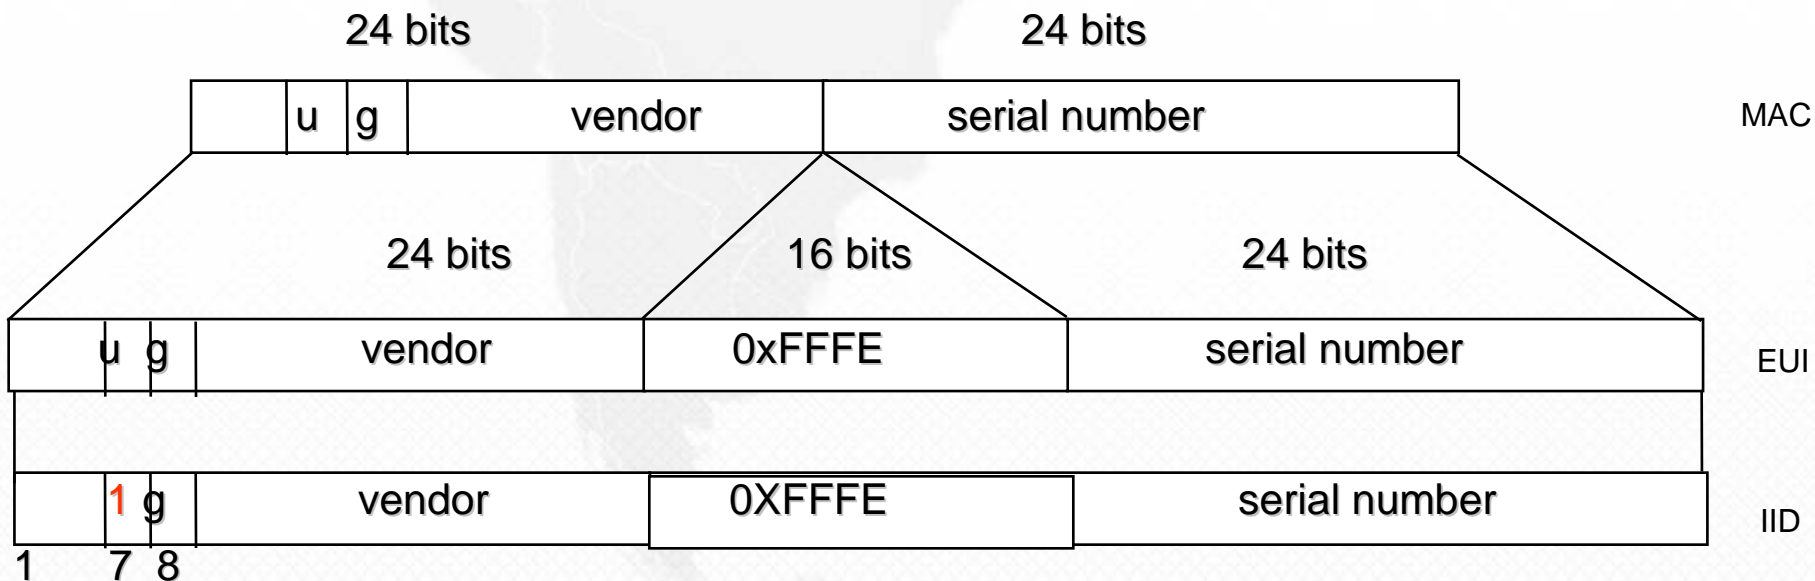 24 bits 24 bits
u g vendor serial number MAC
24 bits 16 bits 24 bits
u g vendor 0xFFFE serial number EUI
1 g vendor 0XFFFE serial number IID
1 7 8